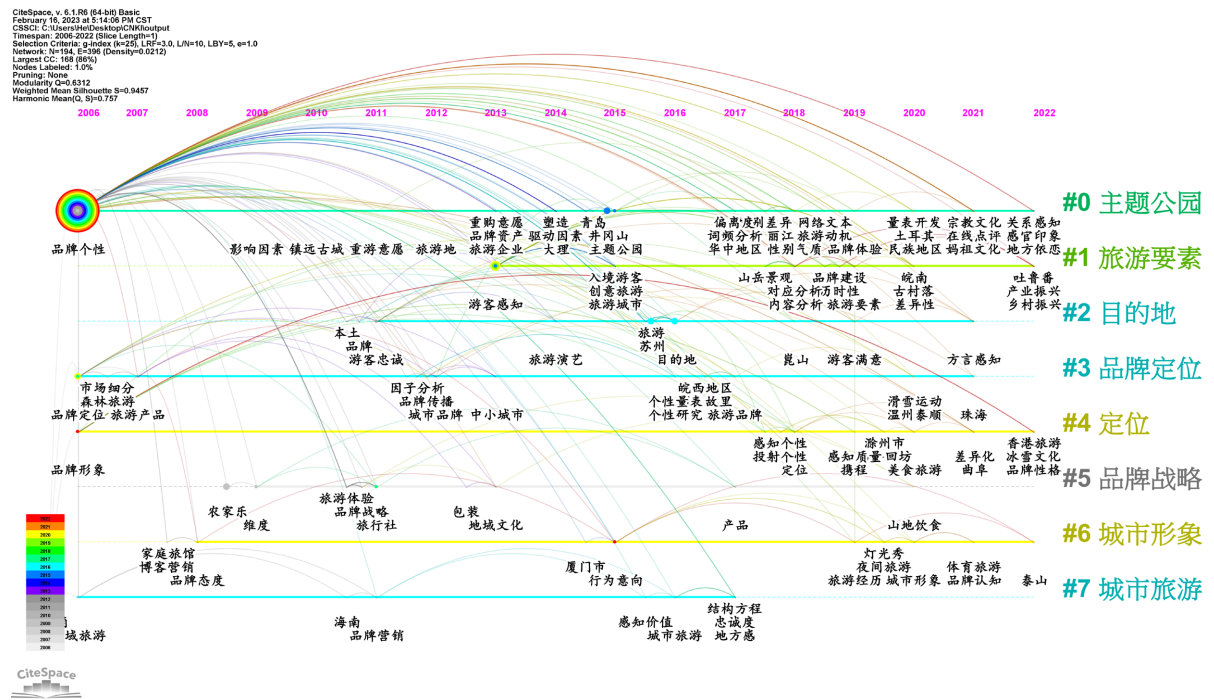 CiteSpace, v. 6.1.R6 (64-bit) Basic
February 16, 2023 at 5:14:06 PM CST
CSSCI: C:\Users\He\Desktop\CNKI\output
Timespan: 2006-2022 (Slice Length=1)
Selection Criteria: g-index (k=25), LRF=3.0, L/N=10, LBY=5, e=1.0
Network: N=194, E=396 (Density=0.0212)
Largest CC: 168 (86%)
Nodes Labeled: 1.0%
Pruning: None
Modularity Q=0.6312
Weighted Mean Silhouette S=0.9457
Harmonic Mean(Q, S)=0.757
2006 2007 2008 2009 2010 2011 2012 2013 2014 2015 2016 2017 2018 2019 2020 2021 2022
#0 主题公园
重购意愿 塑造 青岛 网络文本 量表开发 宗教文化 关系感知
品牌资产 驱动因素 井冈山 词频分析 丽江 旅游动机 土耳其 在线点评 感官印象
品牌个性 影响因素 镇远古城 重游意愿 旅游地 旅游企业 大理 主题公园 华中地区 性别气质 品牌体验 民族地区 妈祖文化 地方依恋
#1 旅游要素
入境游客 山岳景观 品牌建设 皖南 吐鲁番
创意旅游 对应分析 历时性 古村落 产业振兴
游客感知 旅游城市 内容分析 旅游要素 差异性 乡村振兴
#2 目的地
本土 旅游
品牌 苏州
游客忠诚 旅游演艺 目的地 昆山 游客满意 方言感知
#3 品牌定位
市场细分 因子分析 皖西地区
森林旅游 品牌传播 个性量表 故里 滑雪运动
品牌定位 旅游产品 城市品牌 中小城市 个性研究 旅游品牌 温州 泰顺 珠海
#4 定位
感知个性 滁州市 香港旅游
投射个性 感知质量 回坊 差异化 冰雪文化
品牌形象 定位 携程 美食旅游 曲阜 品牌性格
#5 品牌战略
旅游体验
农家乐 品牌战略 包装
维度 旅行社 地域文化 产品 山地饮食
#6 城市形象
家庭旅馆 灯光秀
博客营销 厦门市 夜间旅游 体育旅游
品牌态度 行为意向 旅游经历 城市形象 品牌认知 泰山
#7 城市旅游
结构方程
海南 感知价值 忠诚度
域旅游 品牌营销 城市旅游 地方感
2022
2021
2020
2019
2018
2017
2016
2015
2014
2013
2012
2011
2010
2009
2008
2007
2006
CiteSpace